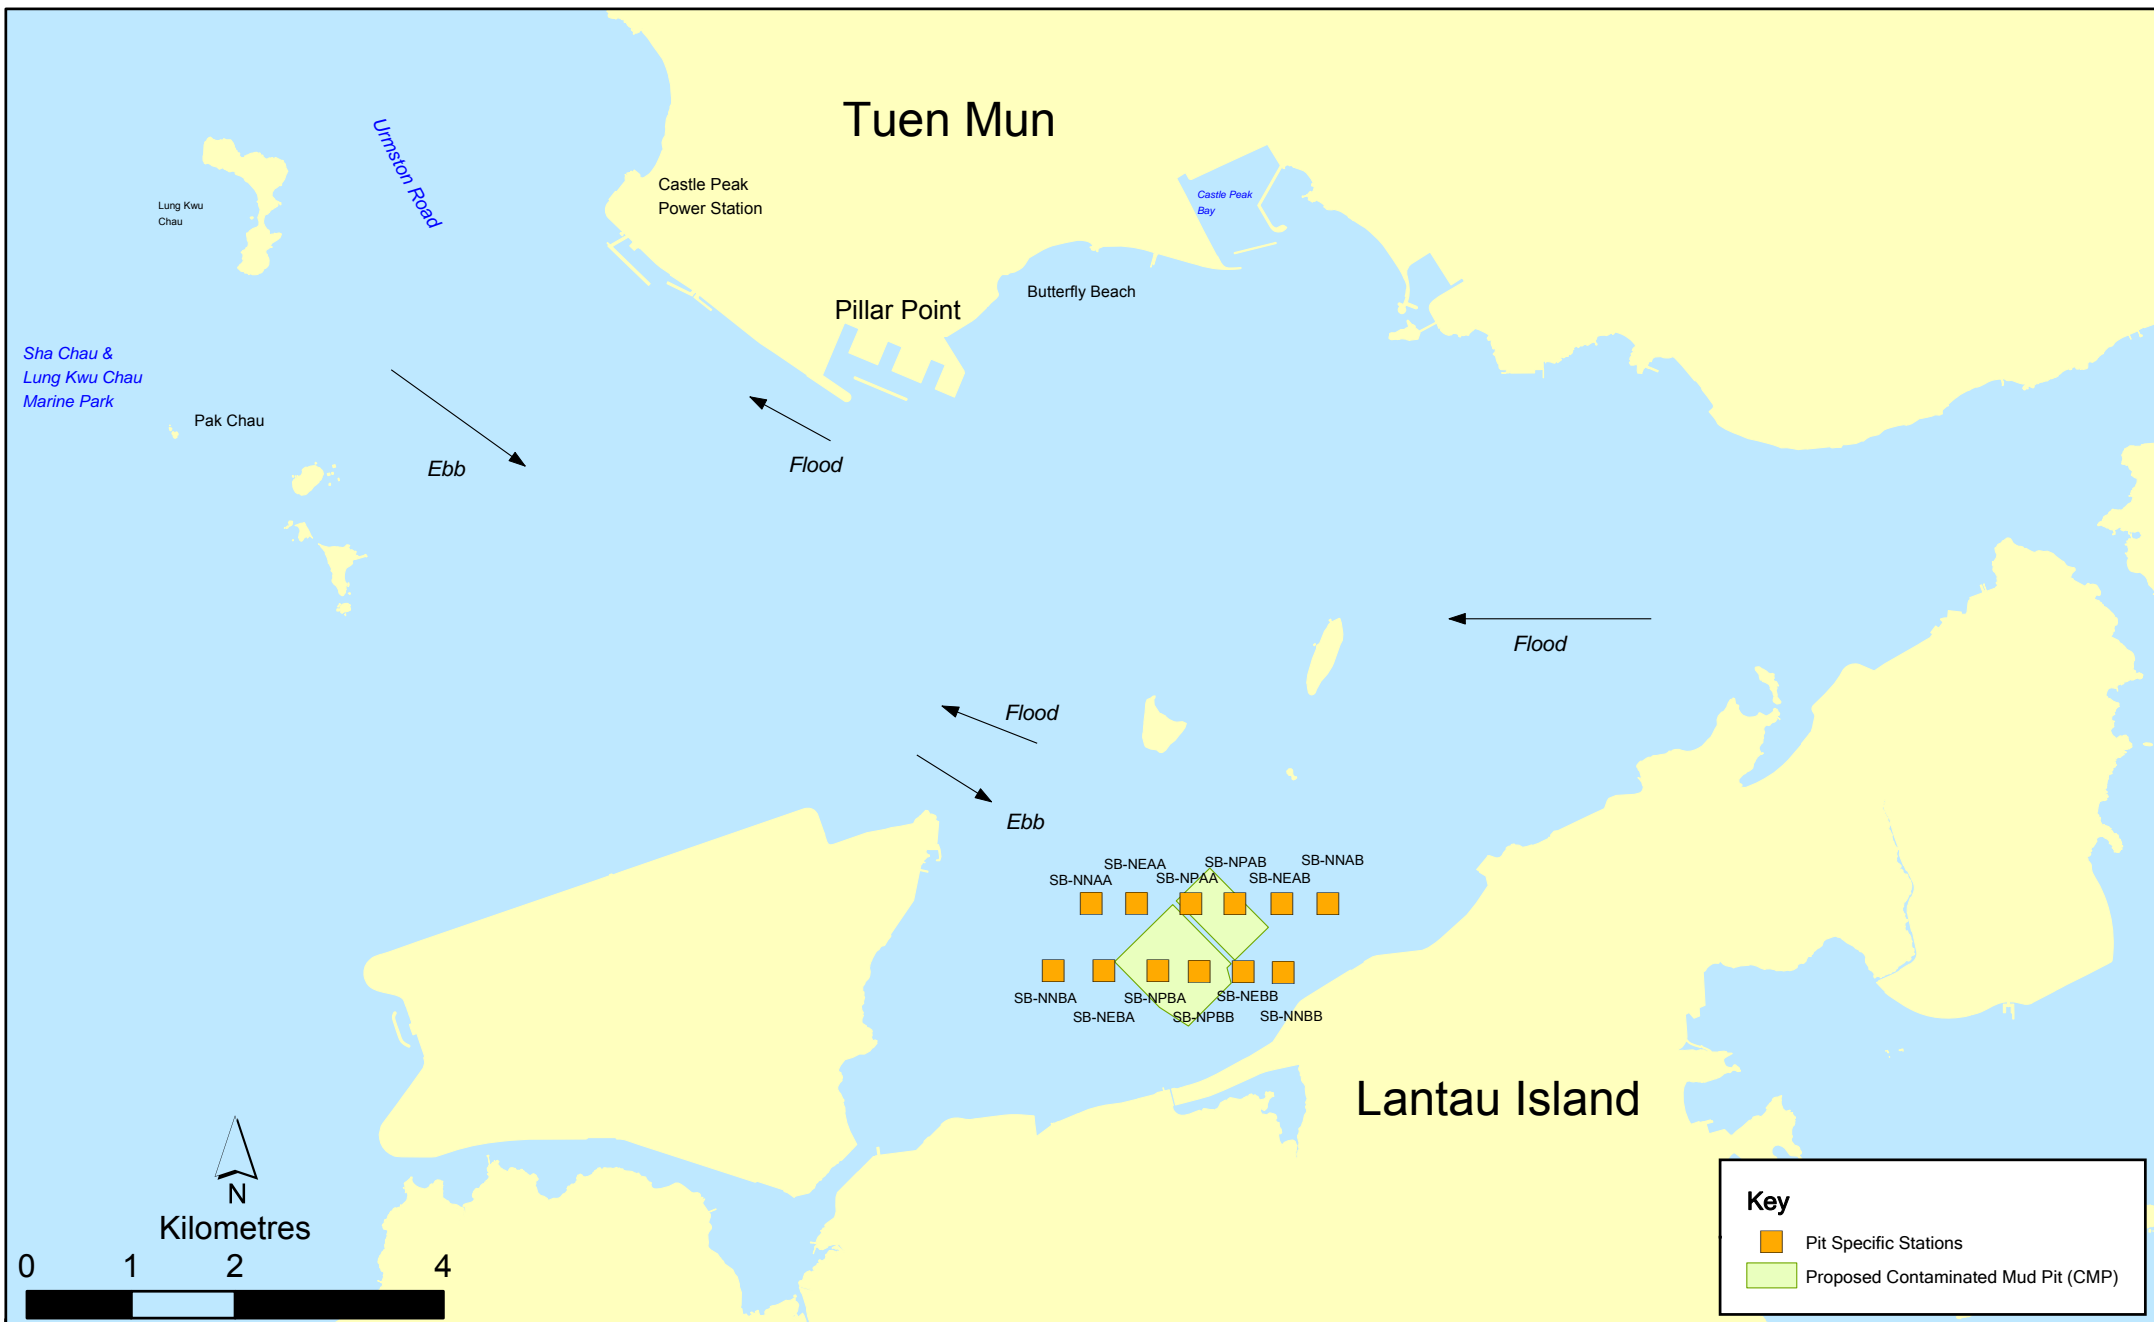 Tuen Mun
Urmston Road
Castle Peak
Power Station
Castle Peak
Bay
Lung Kwu
Chau
Butterfly Beach
Pillar Point
Sha Chau &
Lung Kwu Chau
Marine Park
Pak Chau
Ebb
Flood
Flood
Flood
Ebb
SB-NNAA
SB-NEAA
SB-NPAA
SB-NPAB
SB-NEAB
SB-NNAB
SB-NNBA
SB-NEBA
SB-NPBA
SB-NPBB
SB-NEBB
SB-NNBB
Lantau Island
N
Kilometres
0 1 2 4
Key
Pit Specific Stations
Proposed Contaminated Mud Pit (CMP)